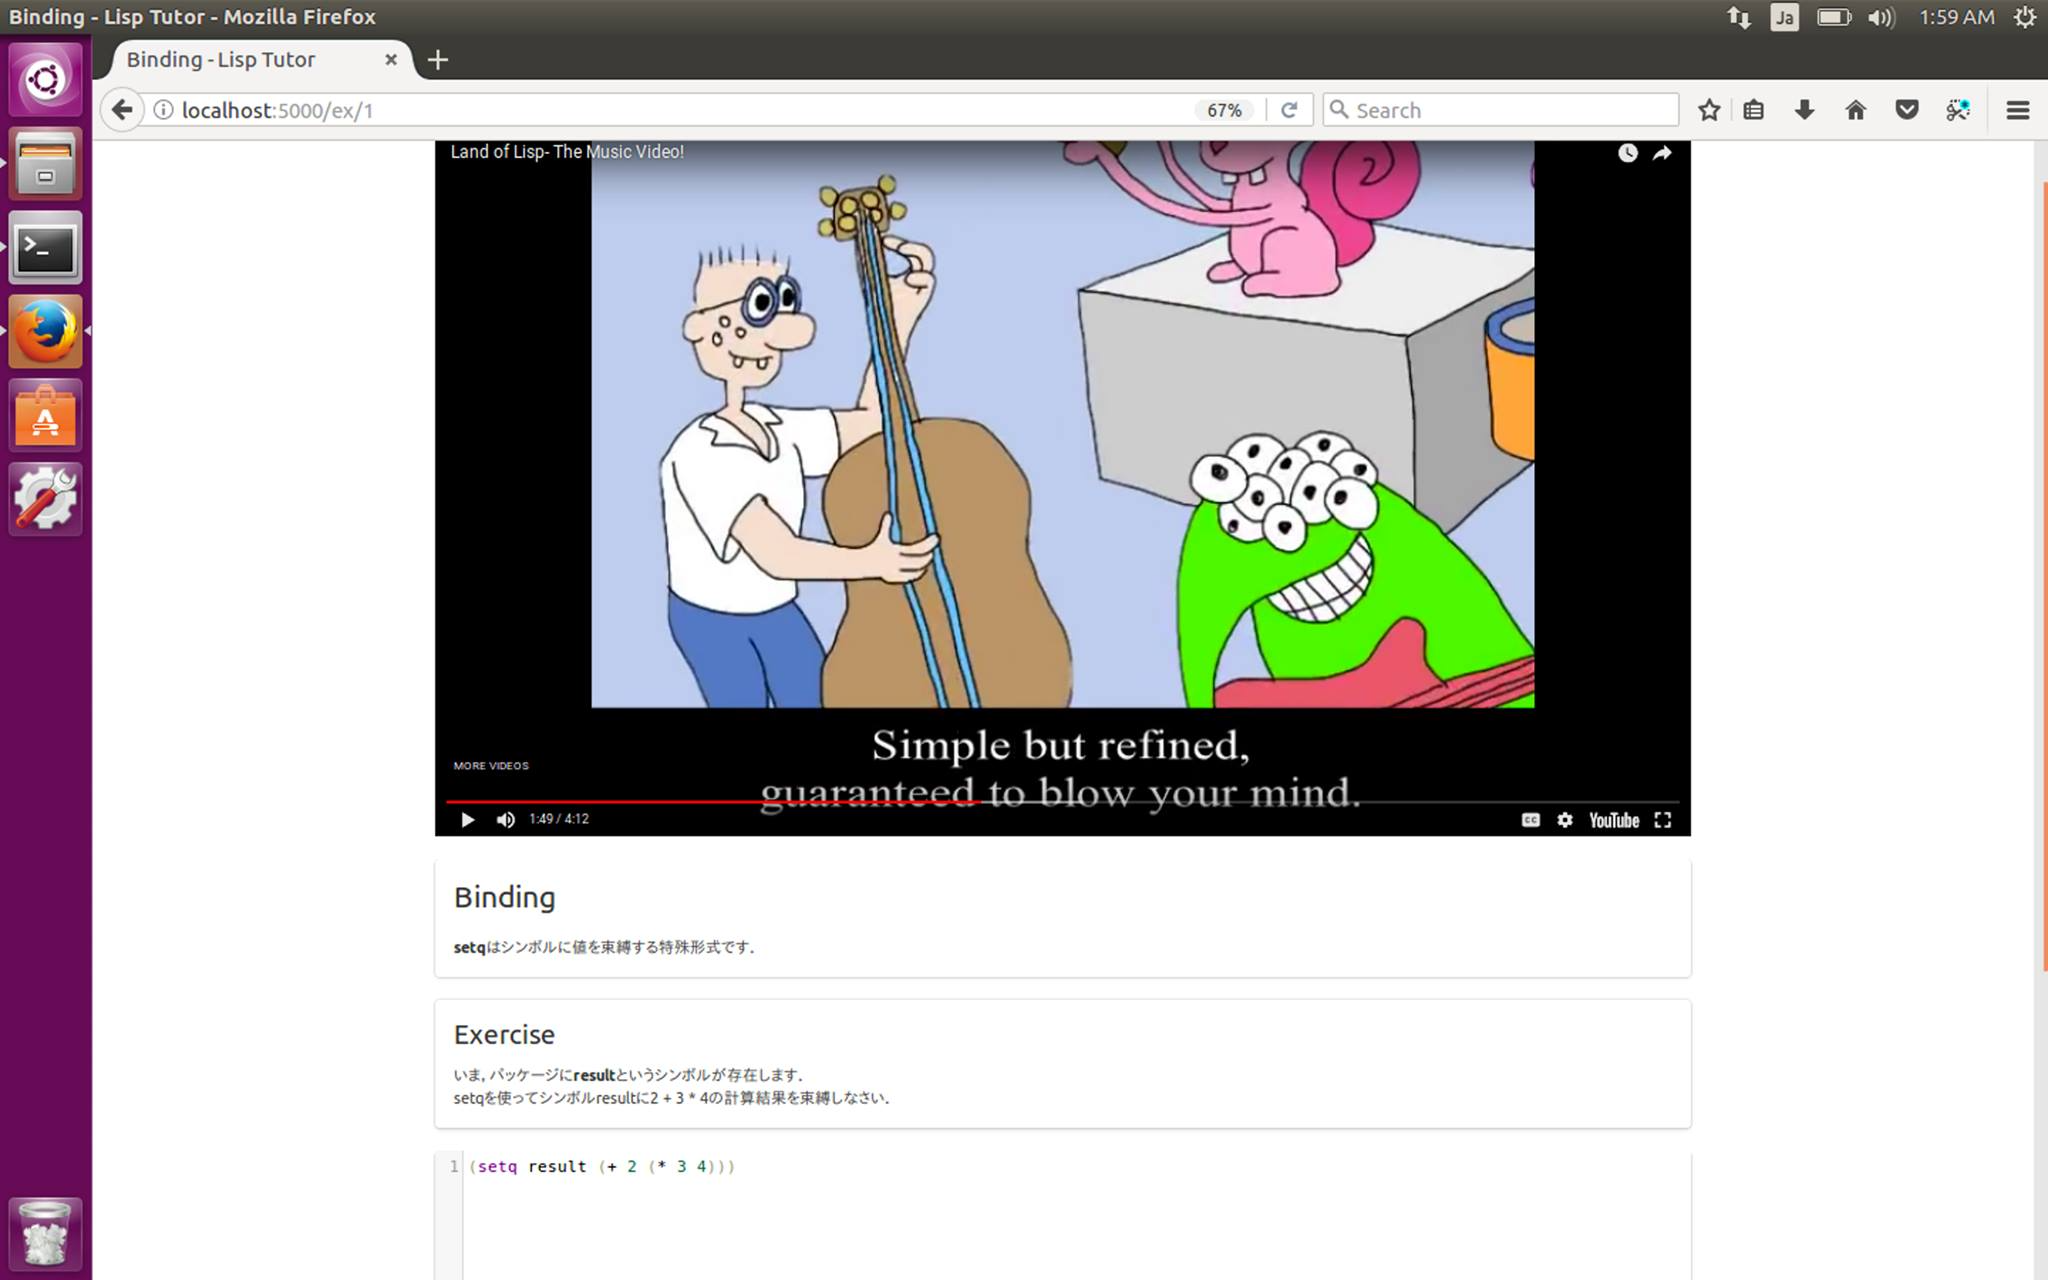 Binding - Lisp Tutor - Mozilla Firefox
Ja
1:59 AM
Binding - Lisp Tutor
localhost:5000/ex/1
67%
Search
Land of Lisp- The Music Video!
Simple but refined,
guaranteed to blow your mind.
MORE VIDEOS
1:49 / 4:12
CC
YouTube
Binding
setqはシンボルに値を束縛する特殊形式です.
Exercise
いま, パッケージにresultというシンボルが存在します.
setqを使ってシンボルresultに2 + 3 * 4の計算結果を束縛しなさい.
1 (setq result (+ 2 (* 3 4)))